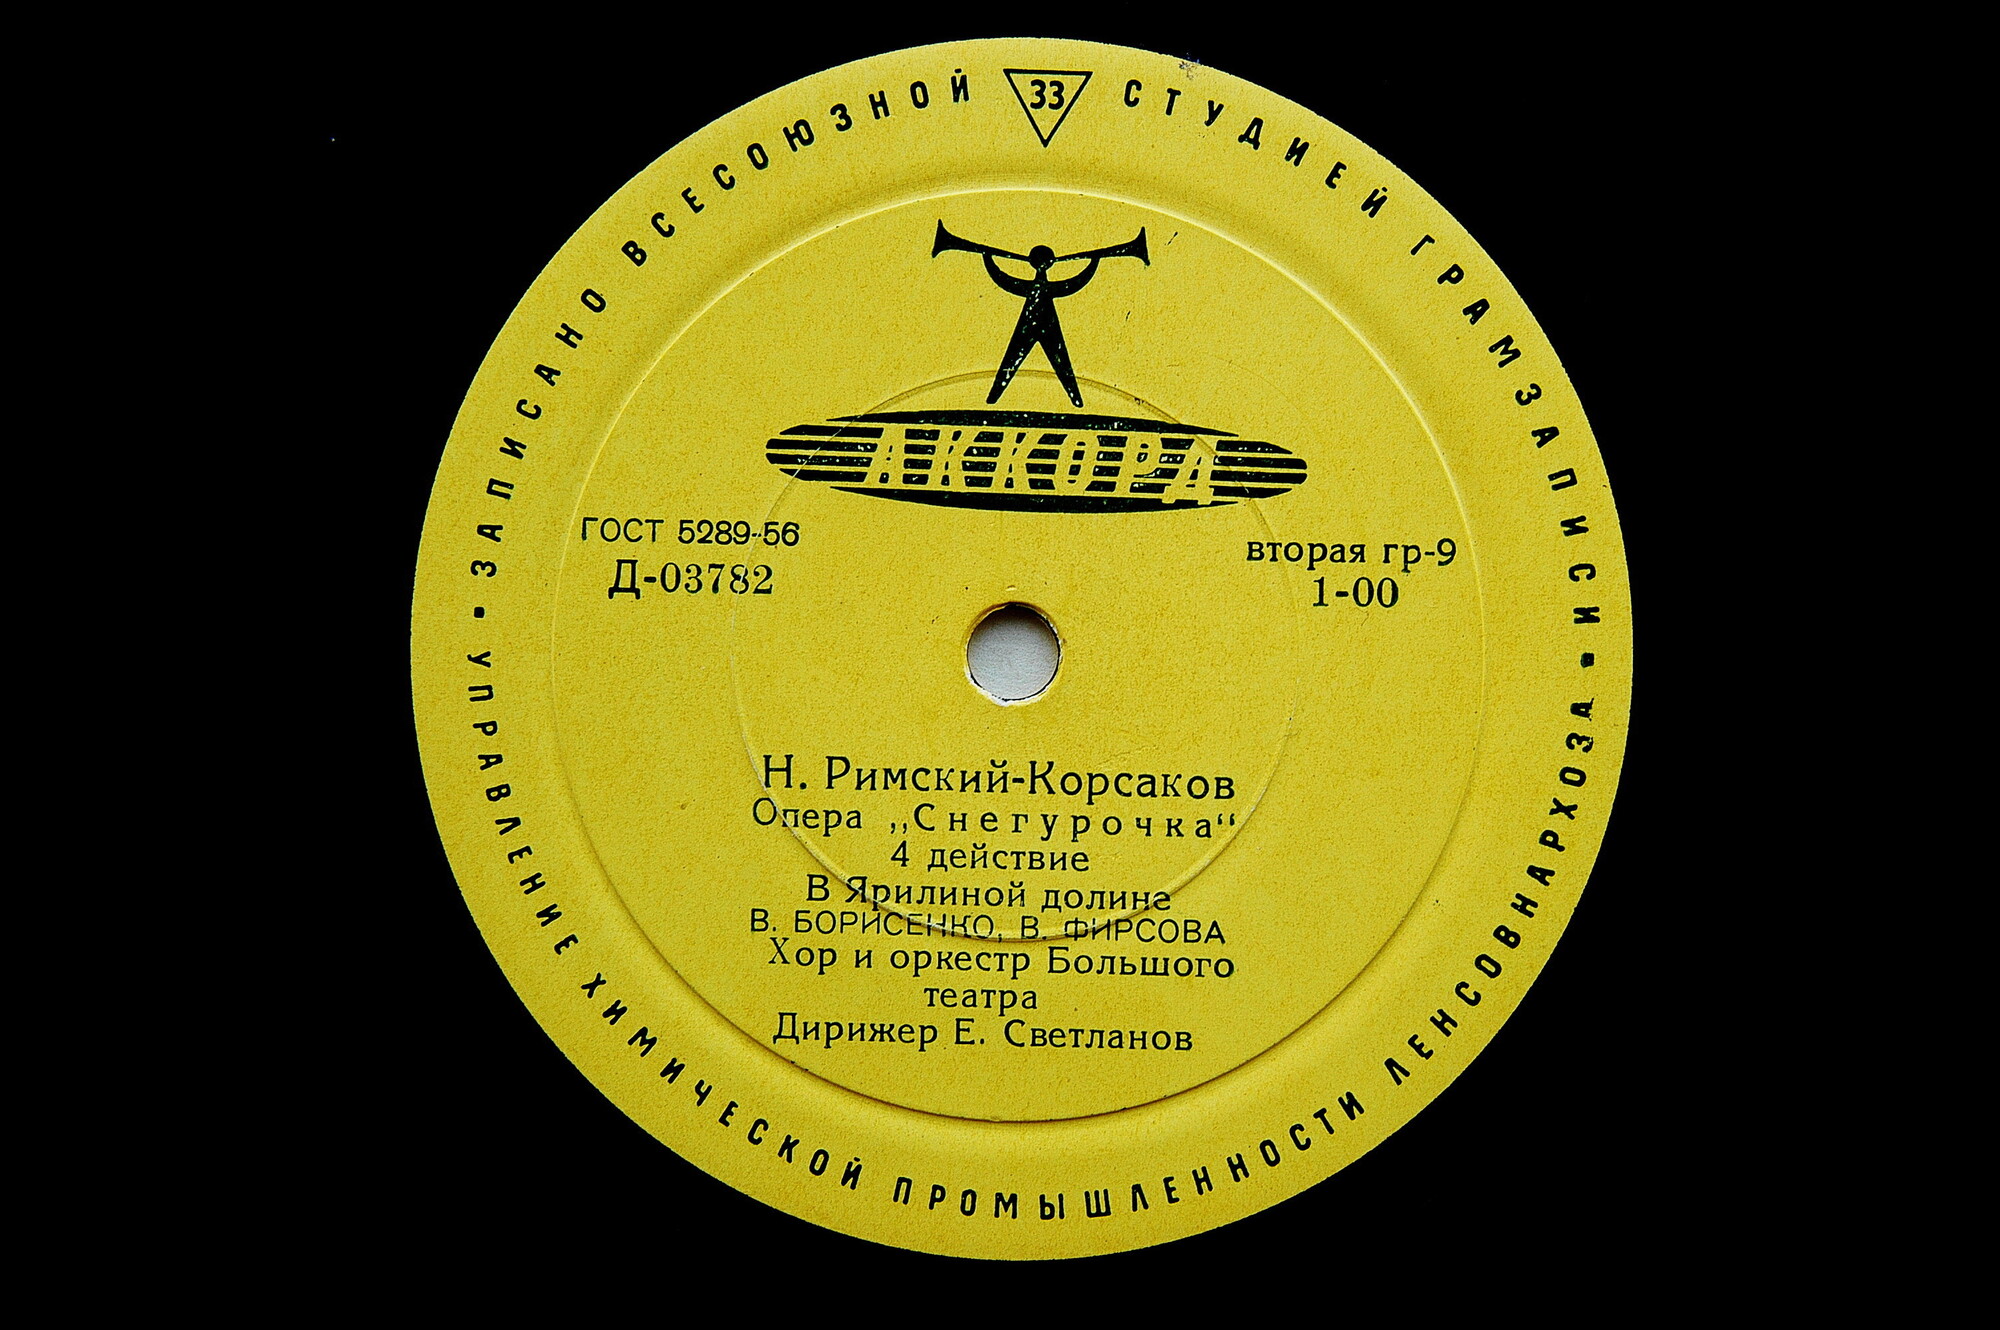 ЗАПИСАНО ВСЕСОЮЗНОЙ 33 СТУДИЕЙ ГРАМЗАПИСИ
АККОРД
ГОСТ 5289-56
Д-03782
вторая гр-9
1-00
Н. Римский-Корсаков
Опера „Снегурочка“
4 действие
В Ярилиной долине
В. БОРИСЕНКО, В. ФИРСОВА
Хор и оркестр Большого
театра
Дирижер Е. Светланов
УПРАВЛЕНИЕ ХИМИЧЕСКОЙ ПРОМЫШЛЕННОСТИ ЛЕНСОВНАРХОЗА